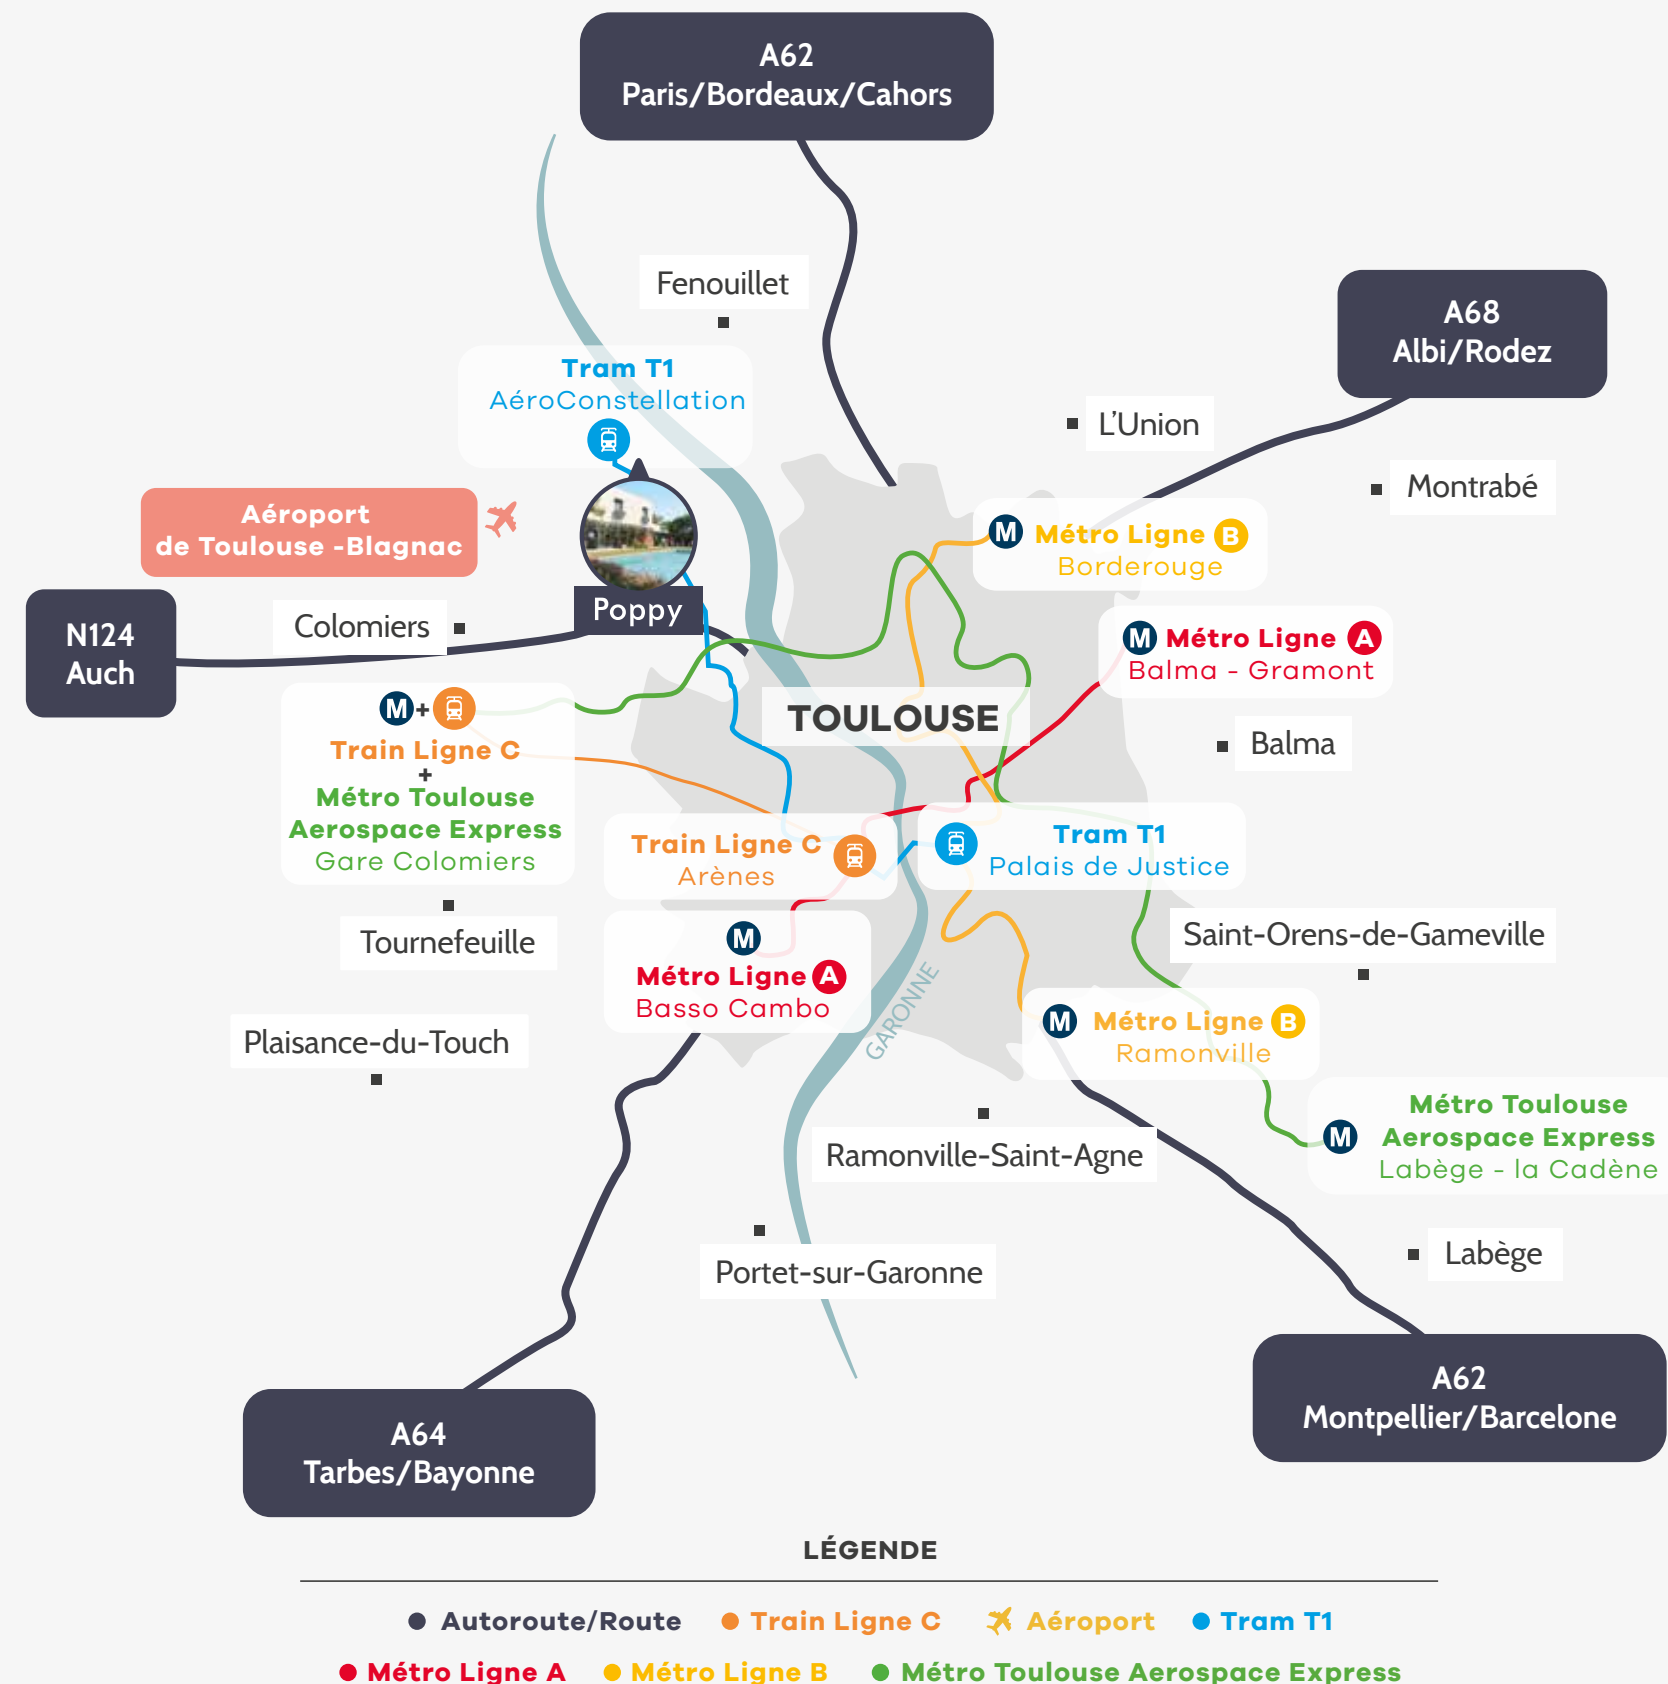 A62
Paris/Bordeaux/Cahors
Fenouillet
A68
Albi/Rodez
Tram T1
AéroConstellation
L'Union
Montrabé
Aéroport
de Toulouse -Blagnac
M Métro Ligne B
Borderouge
N124
Auch
Colomiers
Poppy
M Métro Ligne A
Balma - Gramont
M+
Train Ligne C
+
Métro Toulouse
Aerospace Express
Gare Colomiers
TOULOUSE
Balma
Train Ligne C
Arènes
Tram T1
Palais de Justice
Tournefeuille
M
Métro Ligne A
Basso Cambo
GARONNE
Saint-Orens-de-Gameville
Plaisance-du-Touch
M Métro Ligne B
Ramonville
Ramonville-Saint-Agne
M
Métro Toulouse
Aerospace Express
Labège - la Cadène
Portet-sur-Garonne
Labège
A64
Tarbes/Bayonne
A62
Montpellier/Barcelone
LÉGENDE
Autoroute/Route Train Ligne C Aéroport Tram T1
Métro Ligne A Métro Ligne B Métro Toulouse Aerospace Express